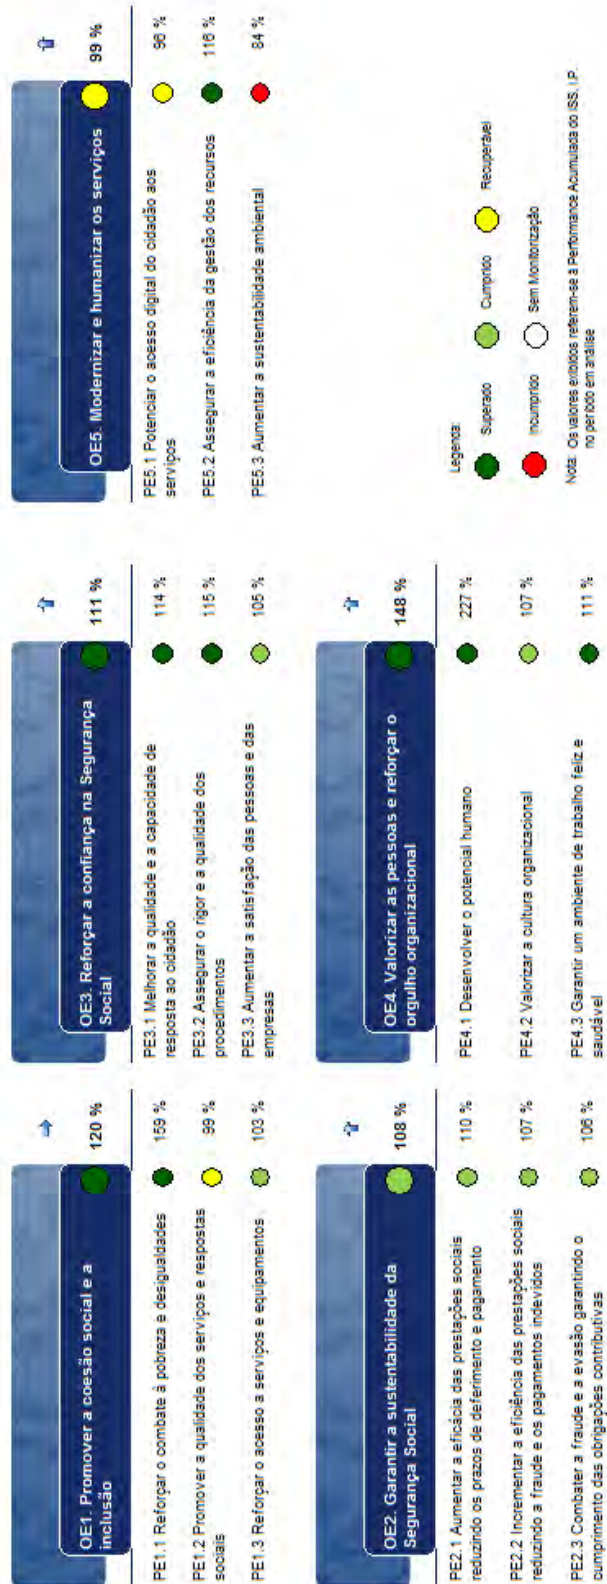 OE1. Promover a coesão social e a
inclusão
120 %
PE1.1 Reforçar o combate à pobreza e desigualdades
159 %
PE1.2 Promover a qualidade dos serviços e respostas
sociais
99 %
PE1.3 Reforçar o acesso a serviços e equipamentos
103 %
OE3. Reforçar a confiança na Segurança
Social
111 %
PE3.1 Melhorar a qualidade e a capacidade de
resposta ao cidadão
114 %
PE3.2 Assegurar o rigor e a qualidade dos
procedimentos
115 %
PE3.3 Aumentar a satisfação das pessoas e das
empresas
105 %
OE5. Modernizar e humanizar os serviços
99 %
PE5.1 Potenciar o acesso digital do cidadão aos
serviços
96 %
PE5.2 Assegurar a eficiência da gestão dos recursos
116 %
PE5.3 Aumentar a sustentabilidade ambiental
84 %
OE2. Garantir a sustentabilidade da
Segurança Social
108 %
PE2.1 Aumentar a eficácia das prestações sociais
reduzindo os prazos de deferimento e pagamento
110 %
PE2.2 Incrementar a eficiência das prestações sociais
reduzindo a fraude e os pagamentos indevidos
107 %
PE2.3 Combater a fraude e a evasão garantindo o
cumprimento das obrigações contributivas
106 %
OE4. Valorizar as pessoas e reforçar o
orgulho organizacional
148 %
PE4.1 Desenvolver o potencial humano
227 %
PE4.2 Valorizar a cultura organizacional
107 %
PE4.3 Garantir um ambiente de trabalho feliz e
saudável
111 %
Legenda:
Superado
Cumprido
Recuperável
Incumprido
Sem Monitorização
Nota: Os valores exibidos referem-se à Performance Acumulada do ISS, I.P.
no período em análise